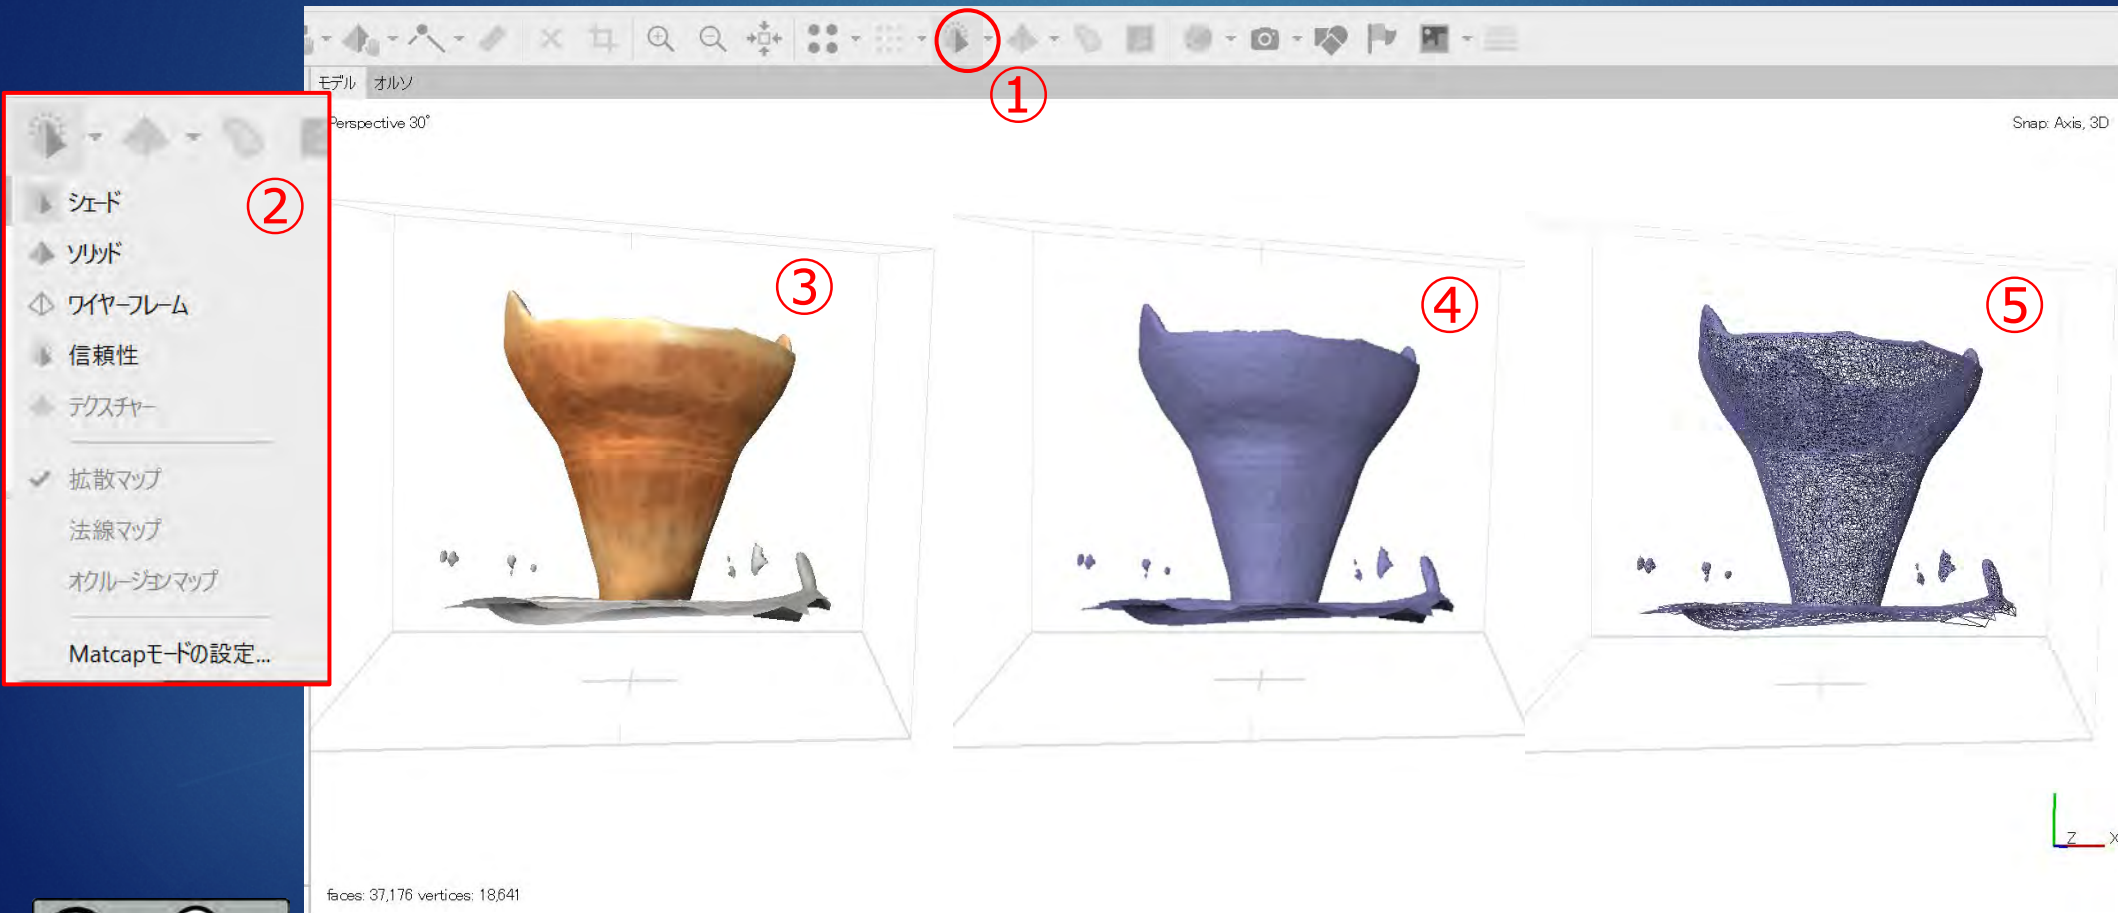 モデル オルソ
①
Perspective 30°
Snap: Axis, 3D
②
シェード
ソリッド
ワイヤーフレーム
信頼性
テクスチャー
拡散マップ
法線マップ
オクルージョンマップ
Matcapモードの設定...
③
④
⑤
Z X
faces: 37,176 vertices: 18,641